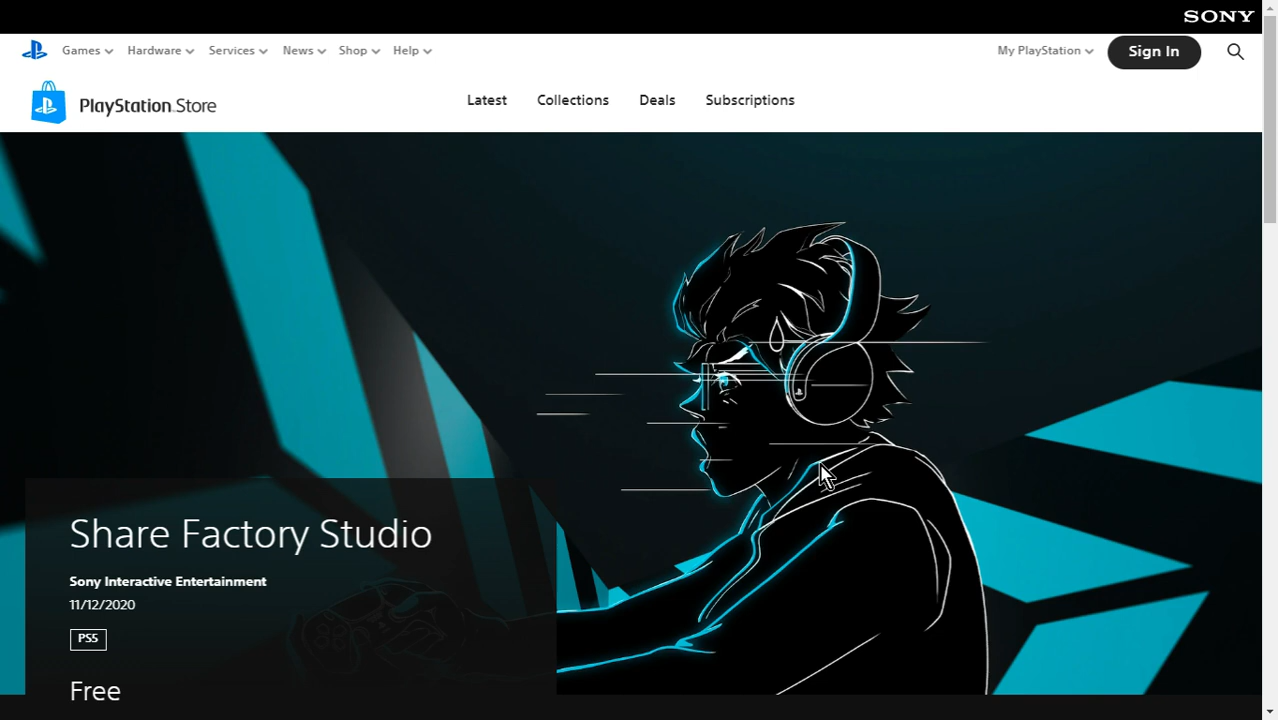 SONY
Games Hardware Services News Shop Help My PlayStation Sign In
PlayStation Store Latest Collections Deals Subscriptions
Share Factory Studio
Sony Interactive Entertainment
11/12/2020
PS5
Free